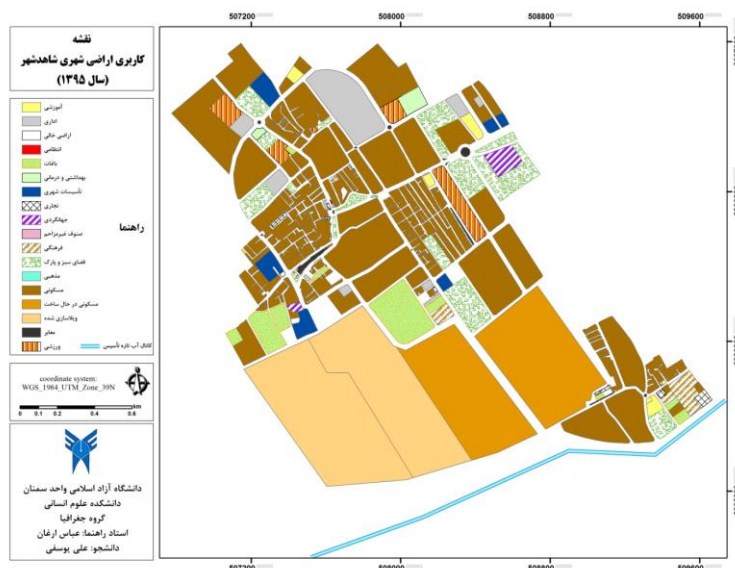 507200 508000 508800 509600
نقشه
کاربری اراضی شهری شاهدشهر
(سال ۱۳۹۵)
آموزشی
اداری
اراضی خالی
انتظامی
باغات
بهداشتی و درمانی
تأسیسات شهری
تجاری
جهانگردی
صنوف غیرمزاحم
فرهنگی
فضای سبز و پارک
مذهبی
مسکونی
مسکونی در حال ساخت
ویلاسازی شده
معابر
ورزشی
کانال آب تازه تأسیس
راهنما
coordinate system:
WGS_1984_UTM_Zone_39N
km
0 0.1 0.2 0.4 0.6
دانشگاه آزاد اسلامی واحد سمنان
دانشکده علوم انسانی
گروه جغرافیا
استاد راهنما: عباس ارغان
دانشجو: علی یوسفی
507200 508000 508800 509600